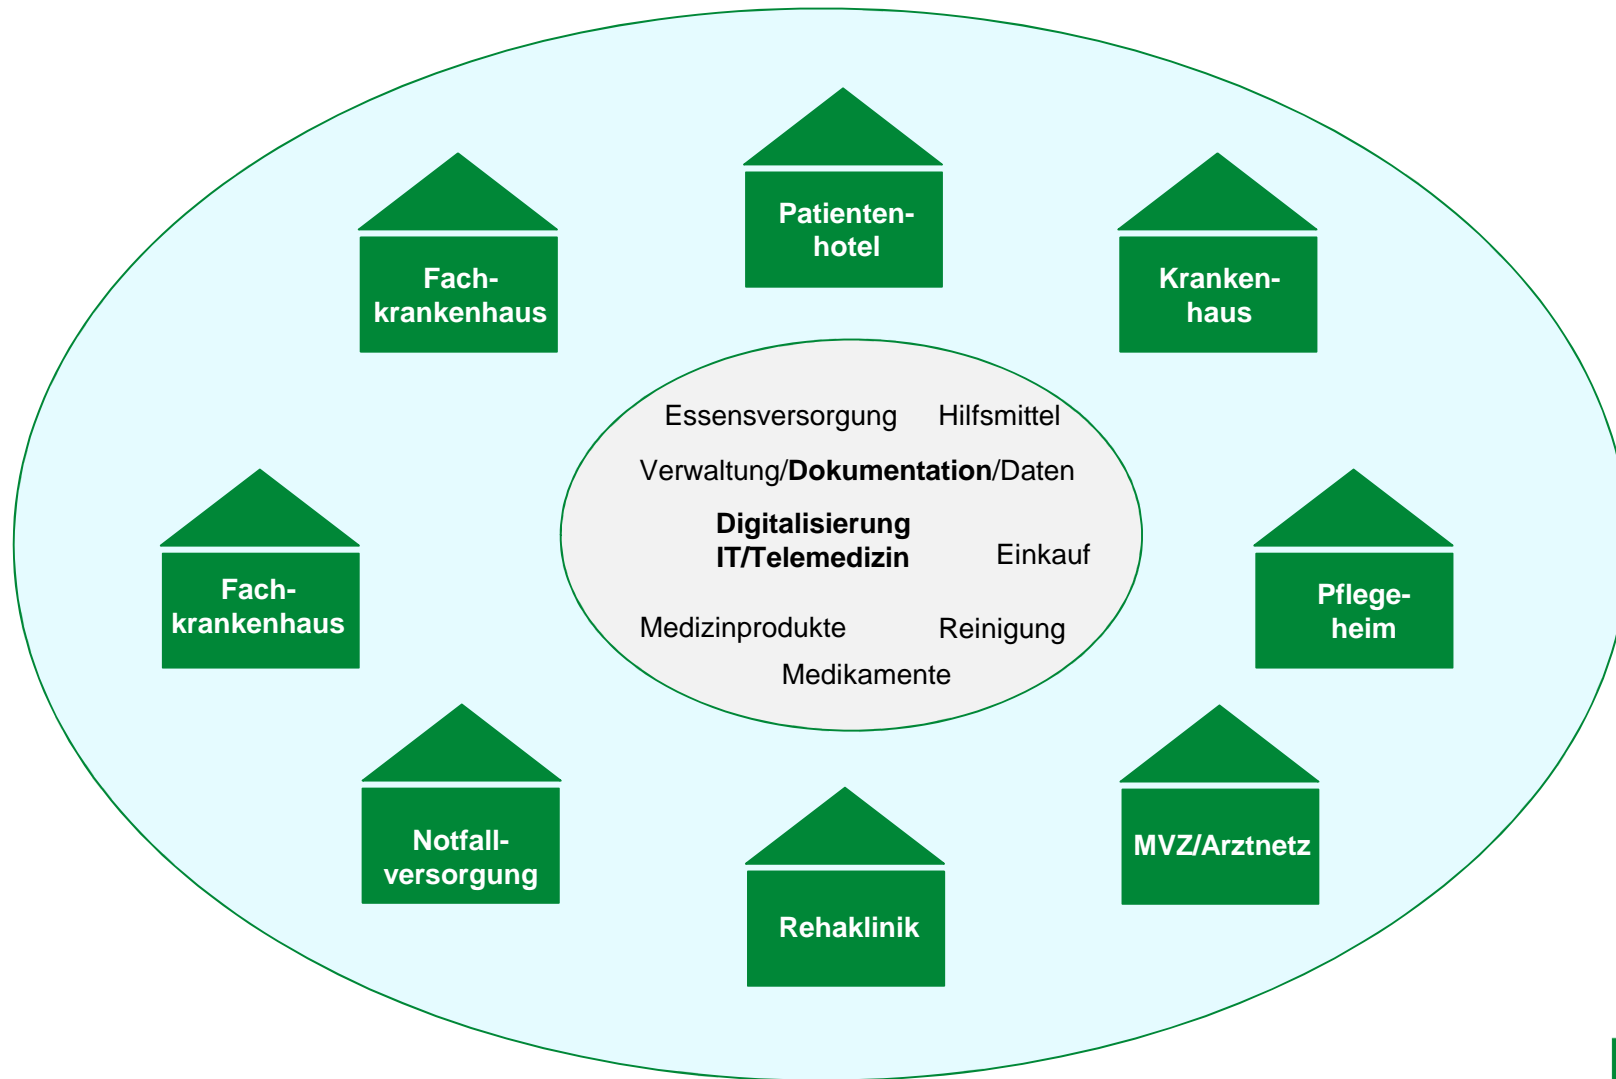 Patienten-
hotel
Fach-
krankenhaus
Kranken-
haus
Essensversorgung Hilfsmittel
Verwaltung/Dokumentation/Daten
Digitalisierung
IT/Telemedizin
Einkauf
Fach-
krankenhaus
Pflege-
heim
Medizinprodukte Reinigung
Medikamente
Notfall-
versorgung
MVZ/Arztnetz
Rehaklinik